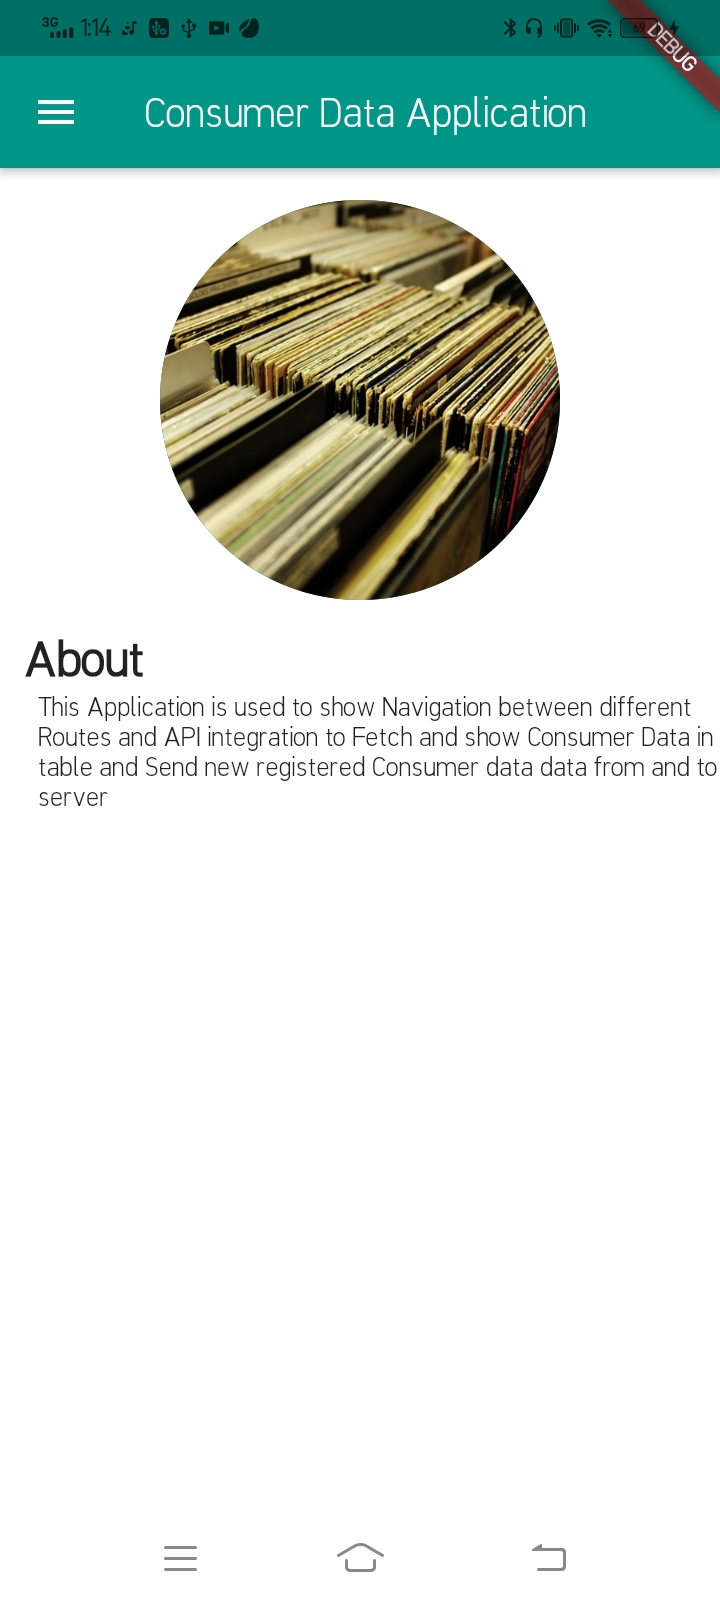 3G 1:14 69
DEBUG
Consumer Data Application
About
This Application is used to show Navigation between different
Routes and API integration to Fetch and show Consumer Data in
table and Send new registered Consumer data data from and to
server